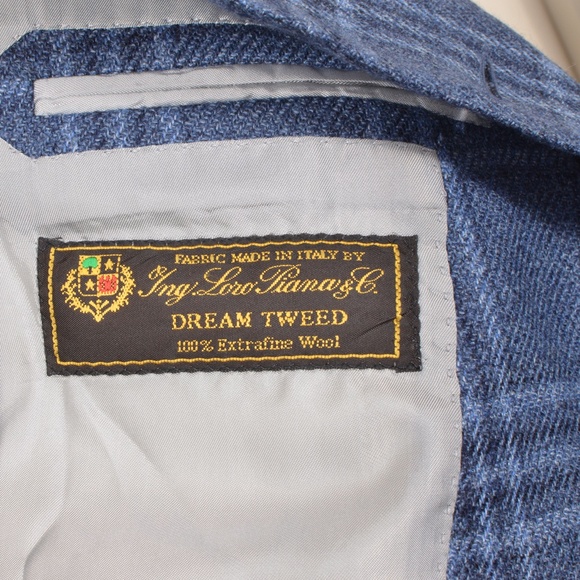 FABRIC MADE IN ITALY BY
Ing. Loro Piana & C.
DREAM TWEED
100% Extrafine Wool